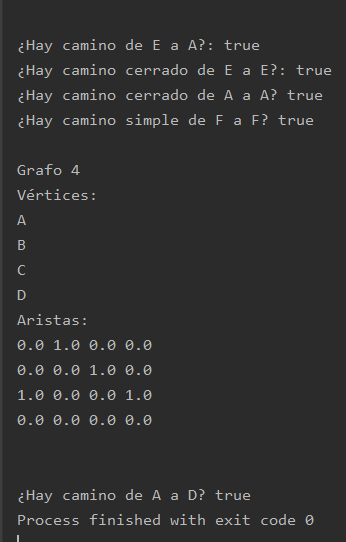 ¿Hay camino de E a A?: true
¿Hay camino cerrado de E a E?: true
¿Hay camino cerrado de A a A? true
¿Hay camino simple de F a F? true
Grafo 4
Vértices:
A
B
C
D
Aristas:
0.0 1.0 0.0 0.0
0.0 0.0 1.0 0.0
1.0 0.0 0.0 1.0
0.0 0.0 0.0 0.0
¿Hay camino de A a D? true
Process finished with exit code 0